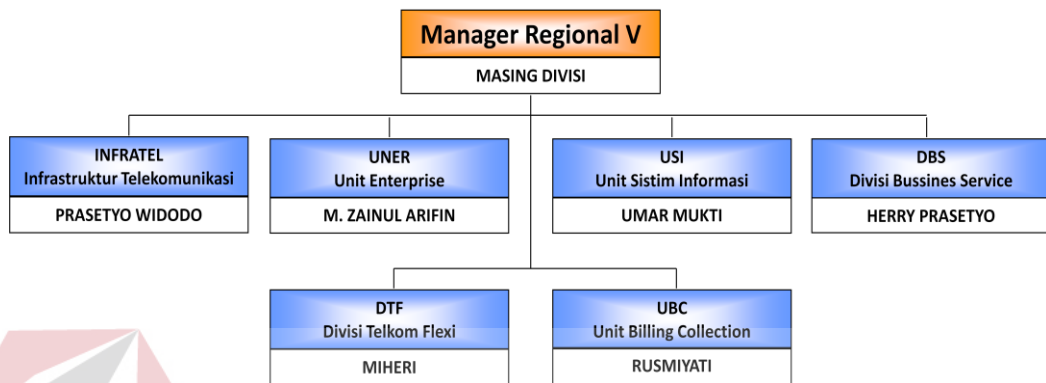 Manager Regional V
MASING DIVISI
INFRATEL
Infrastruktur Telekomunikasi
PRASETYO WIDODO
UNER
Unit Enterprise
M. ZAINUL ARIFIN
USI
Unit Sistim Informasi
UMAR MUKTI
DBS
Divisi Bussines Service
HERRY PRASETYO
DTF
Divisi Telkom Flexi
MIHERI
UBC
Unit Billing Collection
RUSMIYATI